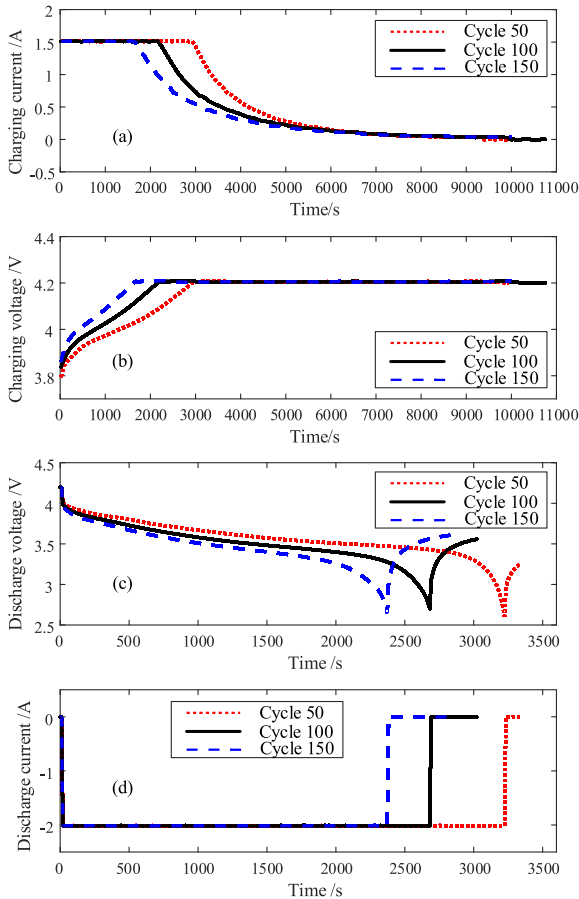 2
1.5
1
0.5
0
-0.5
Charging current /A
Cycle 50
Cycle 100
Cycle 150
(a)
0 1000 2000 3000 4000 5000 6000 7000 8000 9000 10000 11000
Time/s
4.4
4.2
4
3.8
Charging voltage /V
(b)
Cycle 50
Cycle 100
Cycle 150
0 1000 2000 3000 4000 5000 6000 7000 8000 9000 10000 11000
Time/s
4.5
4
3.5
3
2.5
Discharge voltage /V
Cycle 50
Cycle 100
Cycle 150
(c)
0 500 1000 1500 2000 2500 3000 3500
Time /s
0
-1
-2
Discharge current /A
Cycle 50
Cycle 100
Cycle 150
(d)
0 500 1000 1500 2000 2500 3000 3500
Time /s